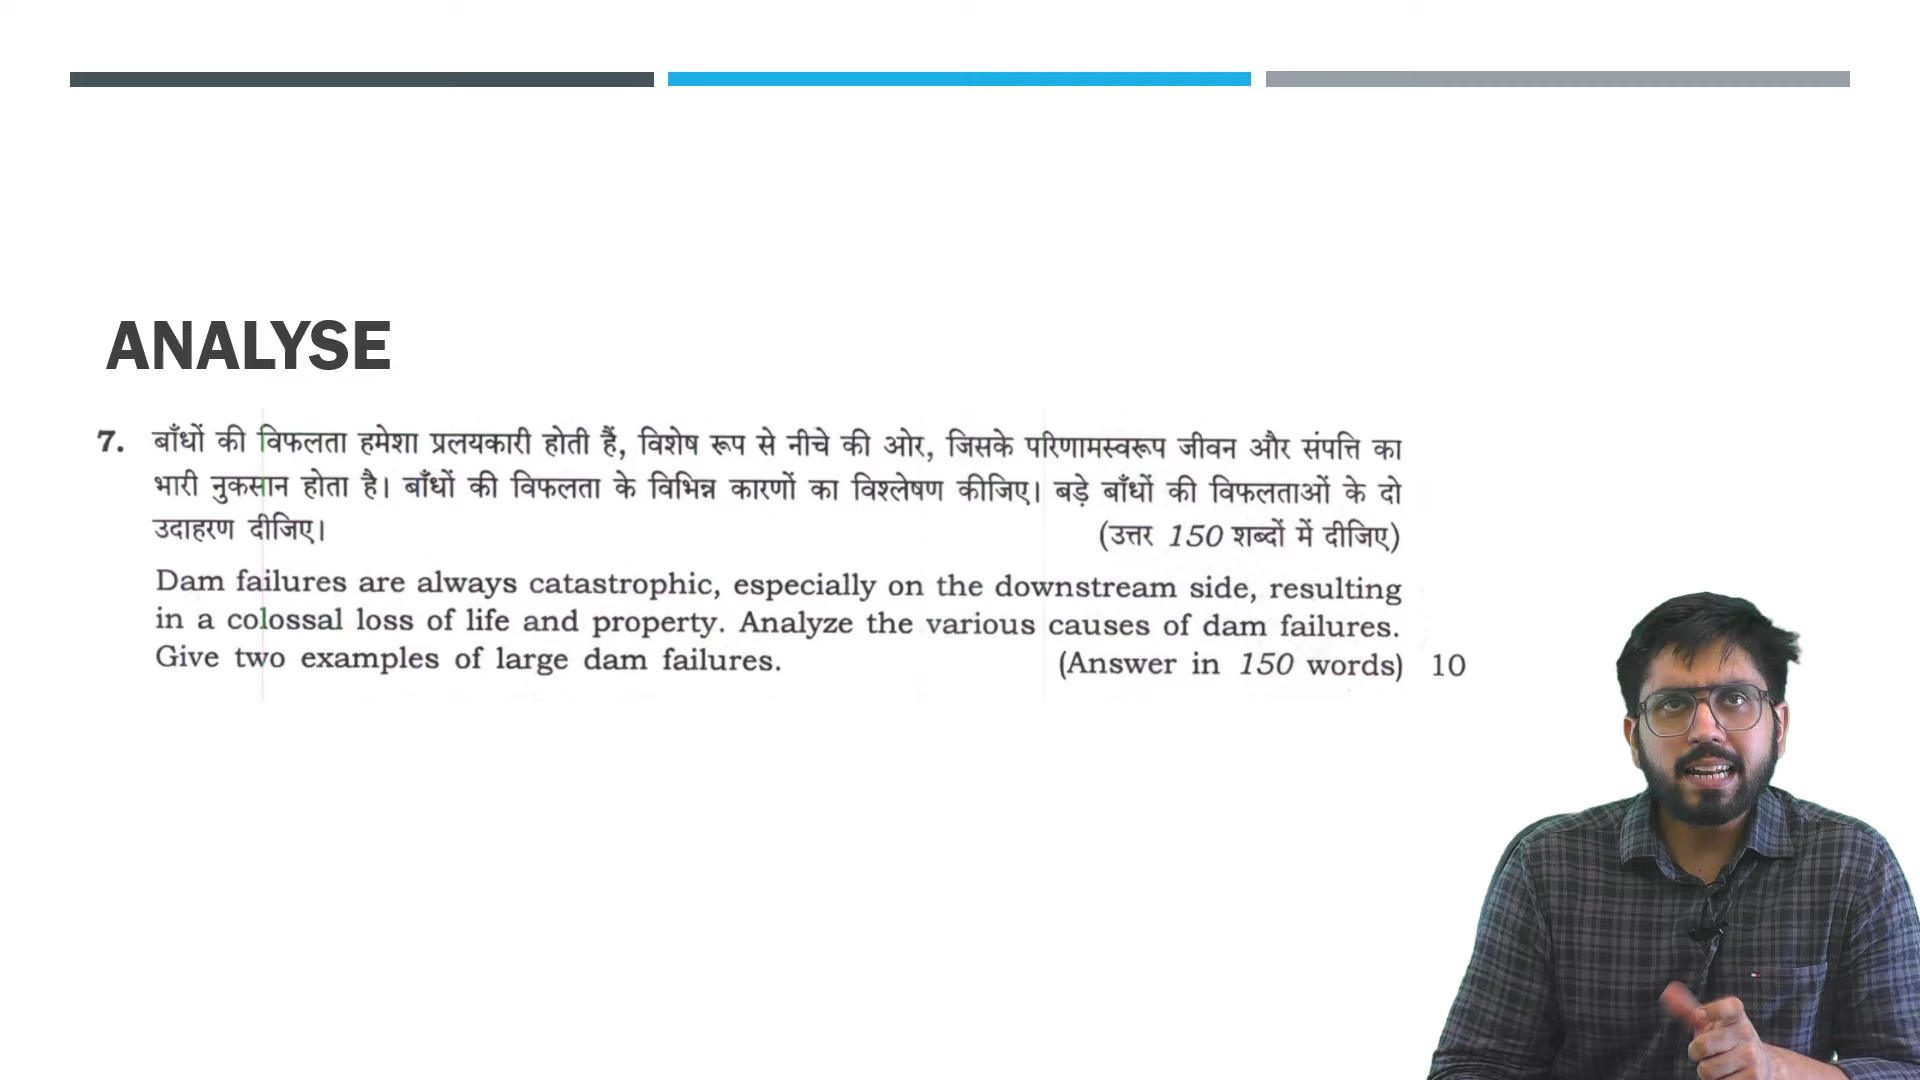 ANALYSE
7. बाँधों की विफलता हमेशा प्रलयकारी होती हैं, विशेष रूप से नीचे की ओर, जिसके परिणामस्वरूप जीवन और संपत्ति का
भारी नुकसान होता है। बाँधों की विफलता के विभिन्न कारणों का विश्लेषण कीजिए। बड़े बाँधों की विफलताओं के दो
उदाहरण दीजिए। (उत्तर 150 शब्दों में दीजिए)
Dam failures are always catastrophic, especially on the downstream side, resulting
in a colossal loss of life and property. Analyze the various causes of dam failures.
Give two examples of large dam failures. (Answer in 150 words) 10